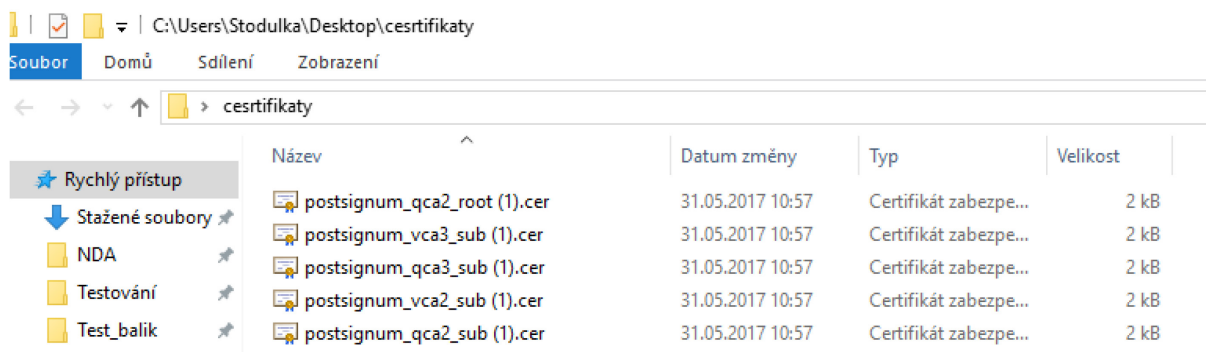 C:\Users\Stodulka\Desktop\cesrtifikaty
Soubor Domů Sdílení Zobrazení
cesrtifikaty
Název Datum změny Typ Velikost
Rychlý přístup
Stažené soubory
NDA
Testování
Test_balik
postsignum_qca2_root (1).cer 31.05.2017 10:57 Certifikát zabezpe... 2 kB
postsignum_vca3_sub (1).cer 31.05.2017 10:57 Certifikát zabezpe... 2 kB
postsignum_qca3_sub (1).cer 31.05.2017 10:57 Certifikát zabezpe... 2 kB
postsignum_vca2_sub (1).cer 31.05.2017 10:57 Certifikát zabezpe... 2 kB
postsignum_qca2_sub (1).cer 31.05.2017 10:57 Certifikát zabezpe... 2 kB